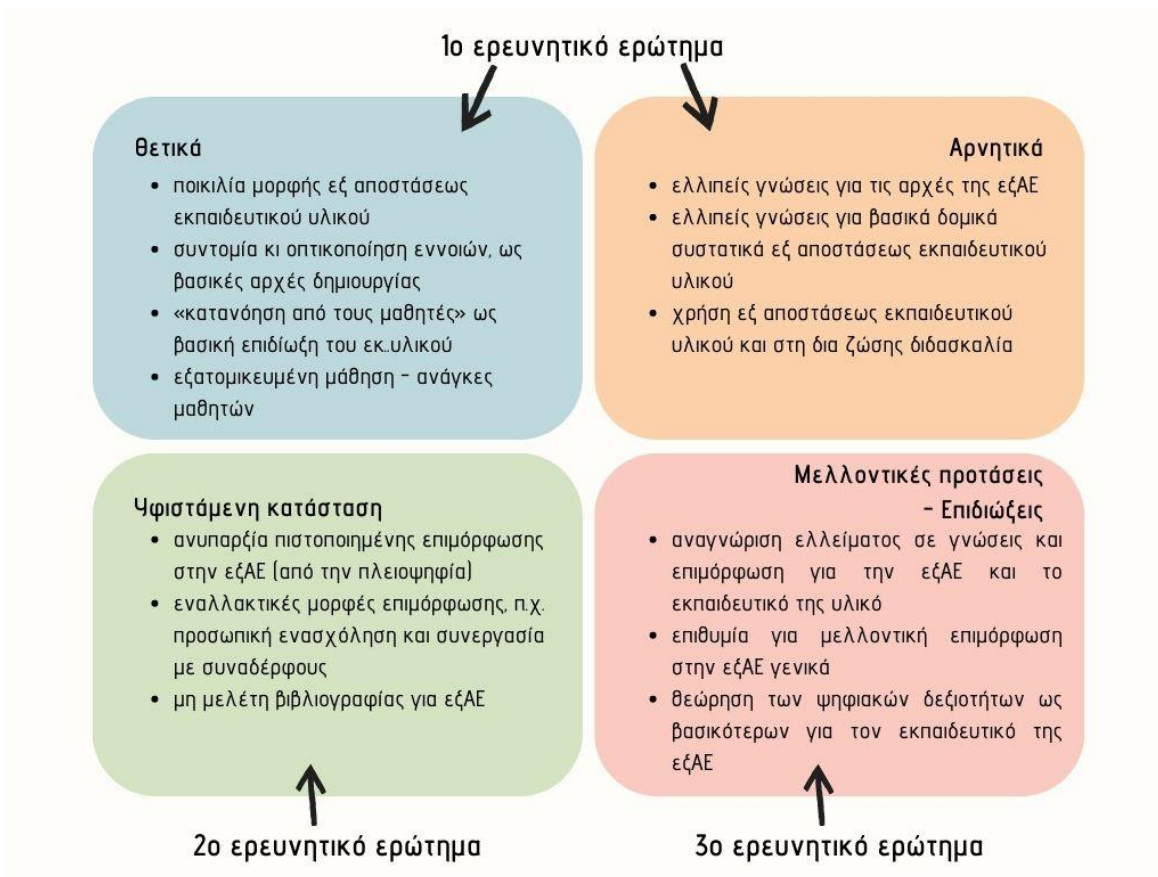 1ο ερευνητικό ερώτημα
Θετικά
• ποικιλία μορφής εξ αποστάσεως
εκπαιδευτικού υλικού
• συντομία κι οπτικοποίηση εννοιών, ως
βασικές αρχές δημιουργίας
• «κατανόηση από τους μαθητές» ως
βασική επιδίωξη του εκ..υλικού
• εξατομικευμένη μάθηση - ανάγκες
μαθητών
Αρνητικά
• ελλιπείς γνώσεις για τις αρχές της εξΑΕ
• ελλιπείς γνώσεις για βασικά δομικά
συστατικά εξ αποστάσεως εκπαιδευτικού
υλικού
• χρήση εξ αποστάσεως εκπαιδευτικού
υλικού και στη δια ζώσης διδασκαλία
Υφιστάμενη κατάσταση
• ανυπαρξία πιστοποιημένης επιμόρφωσης
στην εξΑΕ (από την πλειοψηφία)
• εναλλακτικές μορφές επιμόρφωσης, π.χ.
προσωπική ενασχόληση και συνεργασία
με συναδέρφους
• μη μελέτη βιβλιογραφίας για εξΑΕ
Μελλοντικές προτάσεις
- Επιδιώξεις
• αναγνώριση ελλείματος σε γνώσεις και
επιμόρφωση για την εξΑΕ και το
εκπαιδευτικό της υλικό
• επιθυμία για μελλοντική επιμόρφωση
στην εξΑΕ γενικά
• θεώρηση των ψηφιακών δεξιοτήτων ως
βασικότερων για τον εκπαιδευτικό της
εξΑΕ
2ο ερευνητικό ερώτημα
3ο ερευνητικό ερώτημα